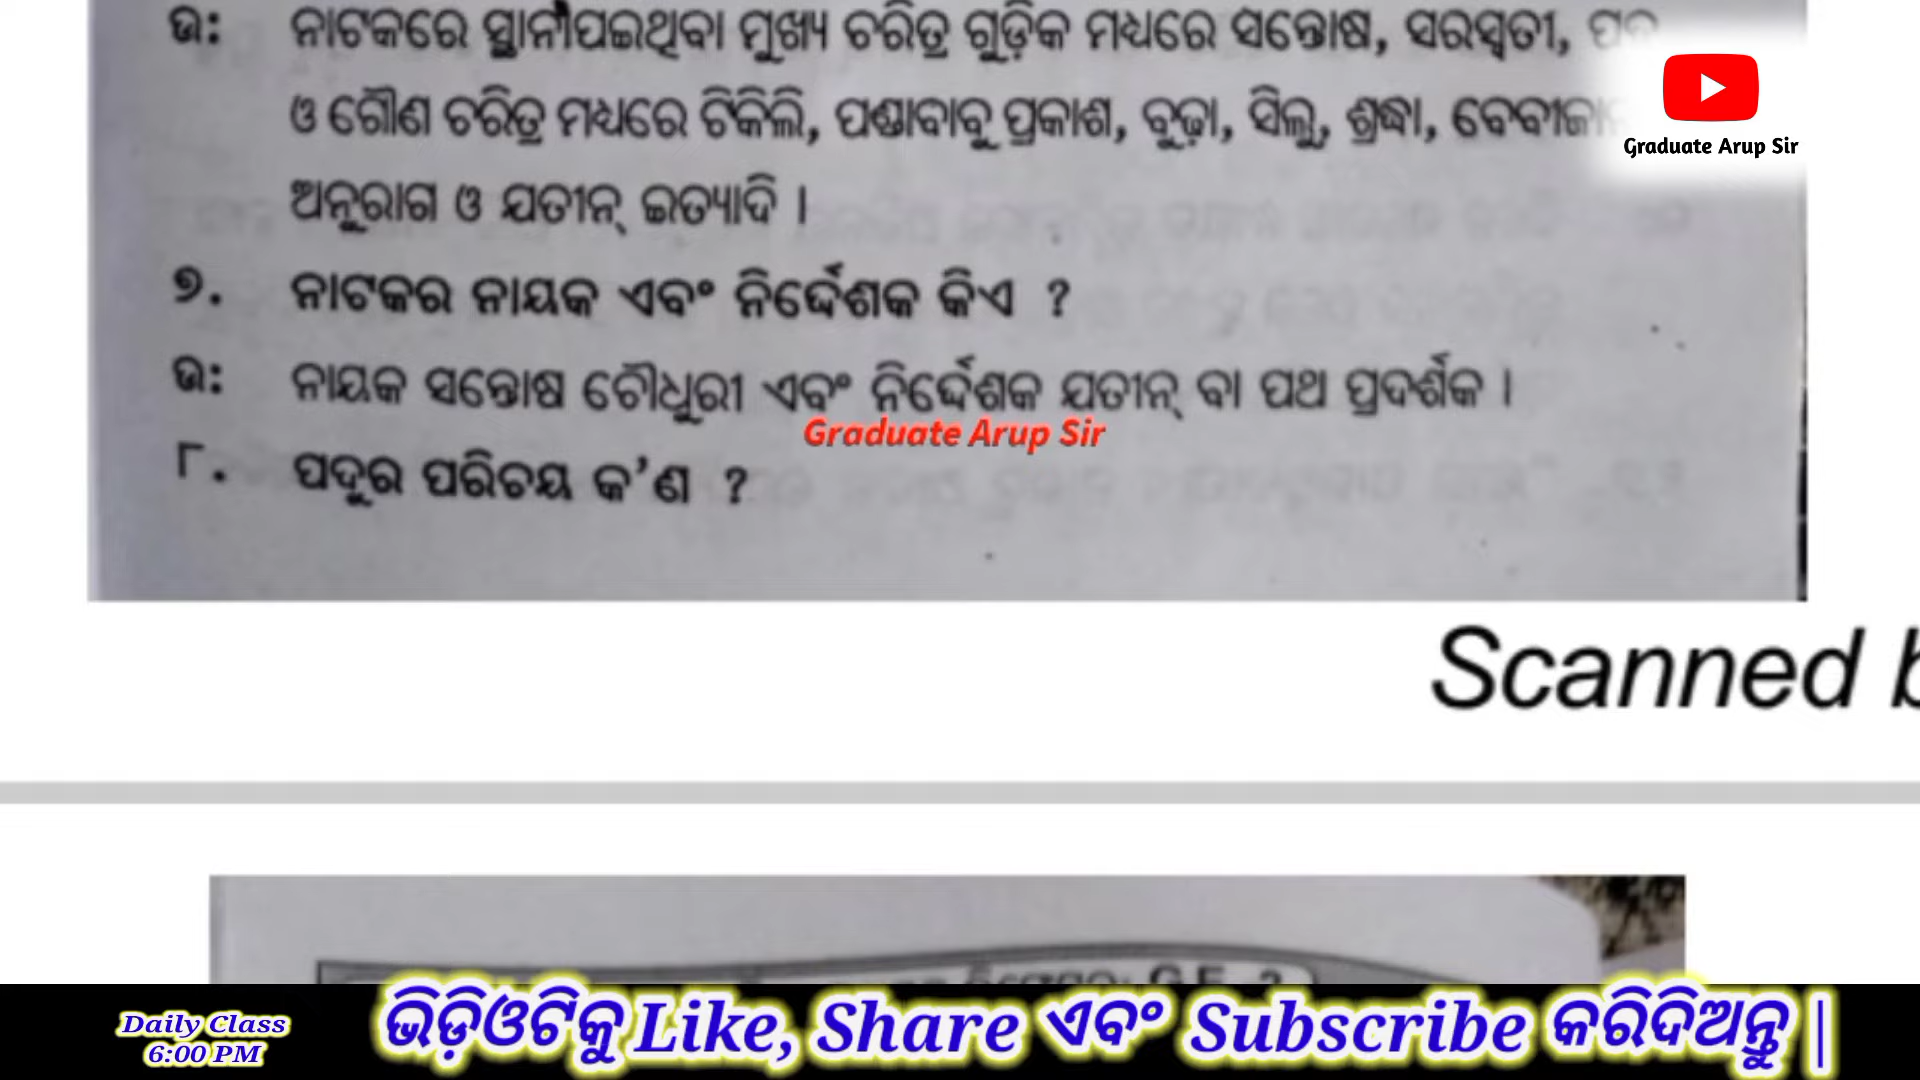 ଉ: ନାଟକରେ ସ୍ଥାନୀପଇଥିବା ମୁଖ୍ୟ ଚରିତ୍ର ଗୁଡ଼ିକ ମଧ୍ୟରେ ସନ୍ତୋଷ, ସରସ୍ୱତୀ,
ଓ ଗୌଣ ଚରିତ୍ର ମଧ୍ୟରେ ଟିକିଲି, ପଣ୍ଡାବାବୁ ପ୍ରକାଶ, ବୁଢ଼ା, ସିଲୁ, ଶ୍ରଦ୍ଧା,
Graduate Arup Sir
ଅନୁରାଗ ଓ ଯତୀନ୍ ଇତ୍ୟାଦି ।
୭. ନାଟକର ନାୟକ ଏବଂ ନିର୍ଦ୍ଦେଶକ କିଏ ?
ଉ: ନାୟକ ସନ୍ତୋଷ ଚୌଧୁରୀ ଏବଂ ନିର୍ଦ୍ଦେଶକ ଯତୀନ୍ ବା ପଥ ପ୍ରଦର୍ଶକ ।
Graduate Arup Sir
୮. ପଦୁର ପରିଚୟ କ'ଣ ?
Scanned b
Daily Class
6:00 PM
ଭିଡ଼ିଓଟିକୁ Like, Share ଏବଂ Subscribe କରିଦିଅନ୍ତୁ |